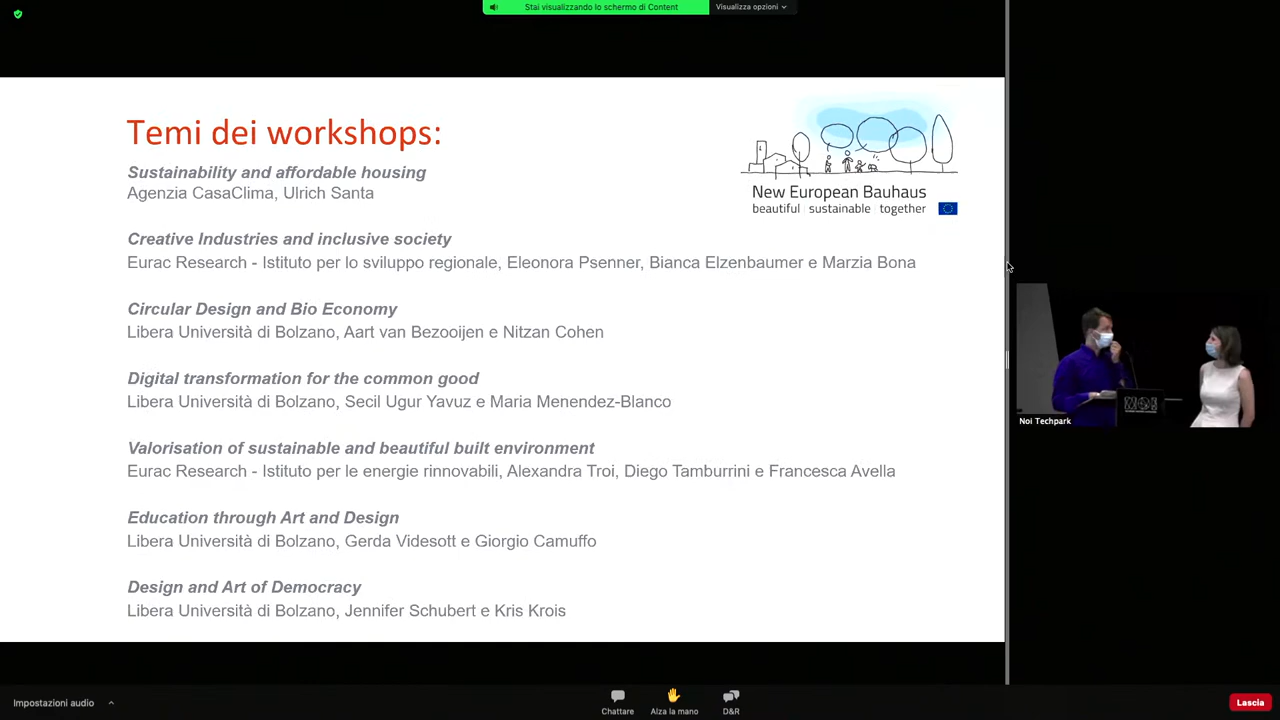 Stai visualizzando lo schermo di Content
Visualizza opzioni
Temi dei workshops:
Sustainability and affordable housing
Agenzia CasaClima, Ulrich Santa
Creative Industries and inclusive society
Eurac Research - Istituto per lo sviluppo regionale, Eleonora Psenner, Bianca Elzenbaumer e Marzia Bona
Circular Design and Bio Economy
Libera Università di Bolzano, Aart van Bezooijen e Nitzan Cohen
Digital transformation for the common good
Libera Università di Bolzano, Secil Ugur Yavuz e Maria Menendez-Blanco
Valorisation of sustainable and beautiful built environment
Eurac Research - Istituto per le energie rinnovabili, Alexandra Troi, Diego Tamburrini e Francesca Avella
Education through Art and Design
Libera Università di Bolzano, Gerda Videsott e Giorgio Camuffo
Design and Art of Democracy
Libera Università di Bolzano, Jennifer Schubert e Kris Krois
New European Bauhaus
beautiful sustainable together
NOI
Noi Techpark
Impostazioni audio
Chattare
Alza la mano
D&R
Lascia